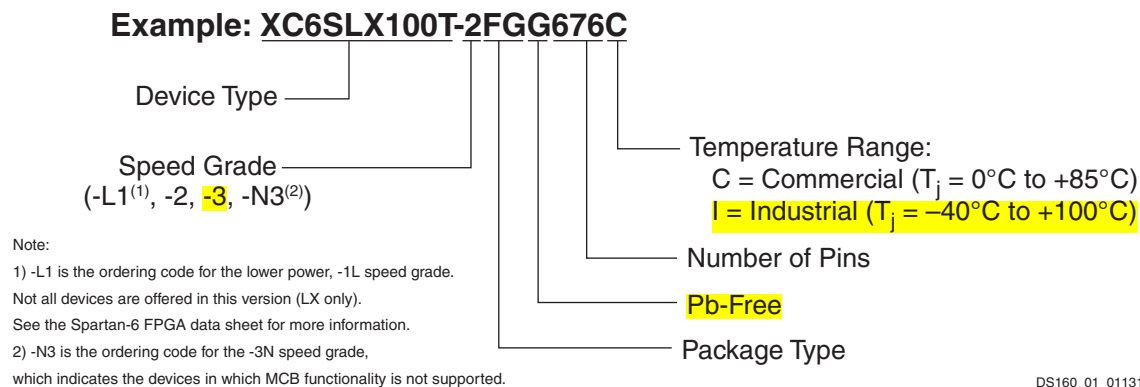 Example: XC6SLX100T-2FGG676C
Device Type
Speed Grade
(-L1(1), -2, -3, -N3(2))
Temperature Range:
C = Commercial (Tj = 0°C to +85°C)
I = Industrial (Tj = –40°C to +100°C)
Number of Pins
Pb-Free
Package Type
Note:
1) -L1 is the ordering code for the lower power, -1L speed grade.
Not all devices are offered in this version (LX only).
See the Spartan-6 FPGA data sheet for more information.
2) -N3 is the ordering code for the -3N speed grade,
which indicates the devices in which MCB functionality is not supported.